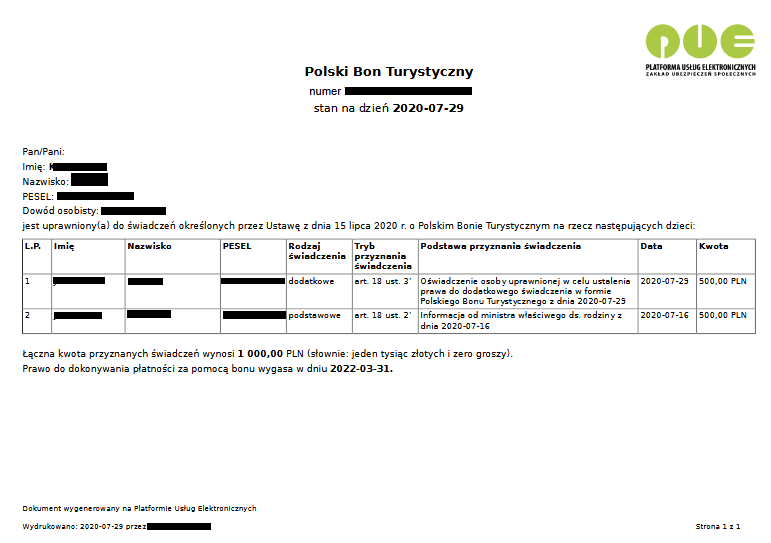 pue
PLATFORMA USŁUG ELEKTRONICZNYCH
ZAKŁAD UBEZPIECZEŃ SPOŁECZNYCH
Polski Bon Turystyczny
numer
stan na dzień 2020-07-29
Pan/Pani:
Imię:
Nazwisko:
PESEL:
Dowód osobisty:
jest uprawniony(a) do świadczeń określonych przez Ustawę z dnia 15 lipca 2020 r. o Polskim Bonie Turystycznym na rzecz następujących dzieci:
L.P. Imię Nazwisko PESEL Rodzaj świadczenia Tryb przyznania świadczenia Podstawa przyznania świadczenia Data Kwota
1 dodatkowe art. 18 ust. 3' Oświadczenie osoby uprawnionej w celu ustalenia 2020-07-29 500,00 PLN
prawa do dodatkowego świadczenia w formie
Polskiego Bonu Turystycznego z dnia 2020-07-29
2 podstawowe art. 18 ust. 2' Informacja od ministra właściwego ds. rodziny z 2020-07-16 500,00 PLN
dnia 2020-07-16
Łączna kwota przyznanych świadczeń wynosi 1 000,00 PLN (słownie: jeden tysiąc złotych i zero groszy).
Prawo do dokonywania płatności za pomocą bonu wygasa w dniu 2022-03-31.
Dokument wygenerowany na Platformie Usług Elektronicznych
Wydrukowano: 2020-07-29 przez
Strona 1 z 1